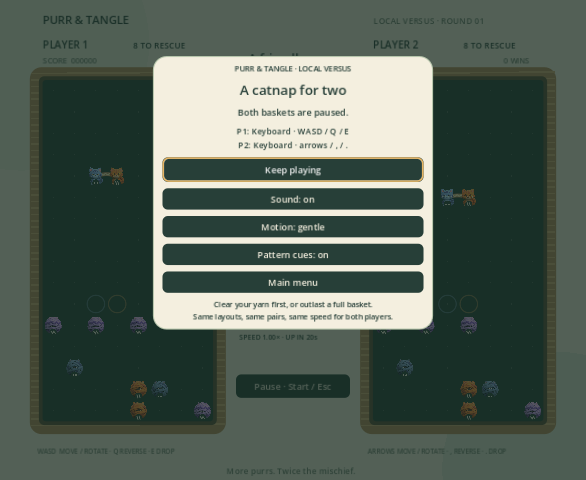 PURR & TANGLE
LOCAL VERSUS · ROUND 01
PLAYER 1
8 TO RESCUE
PLAYER 2
8 TO RESCUE
SCORE 000000
0 WINS
PURR & TANGLE · LOCAL VERSUS
A catnap for two
Both baskets are paused.
P1: Keyboard · WASD / Q / E
P2: Keyboard · arrows / , / .
Keep playing
Sound: on
Motion: gentle
Pattern cues: on
Main menu
Clear your yarn first, or outlast a full basket.
Same layouts, same pairs, same speed for both players.
SPEED 1.00× · UP IN 20s
Pause · Start / Esc
WASD MOVE / ROTATE · Q REVERSE · E DROP
ARROWS MOVE / ROTATE · , REVERSE · . DROP
More purrs. Twice the mischief.